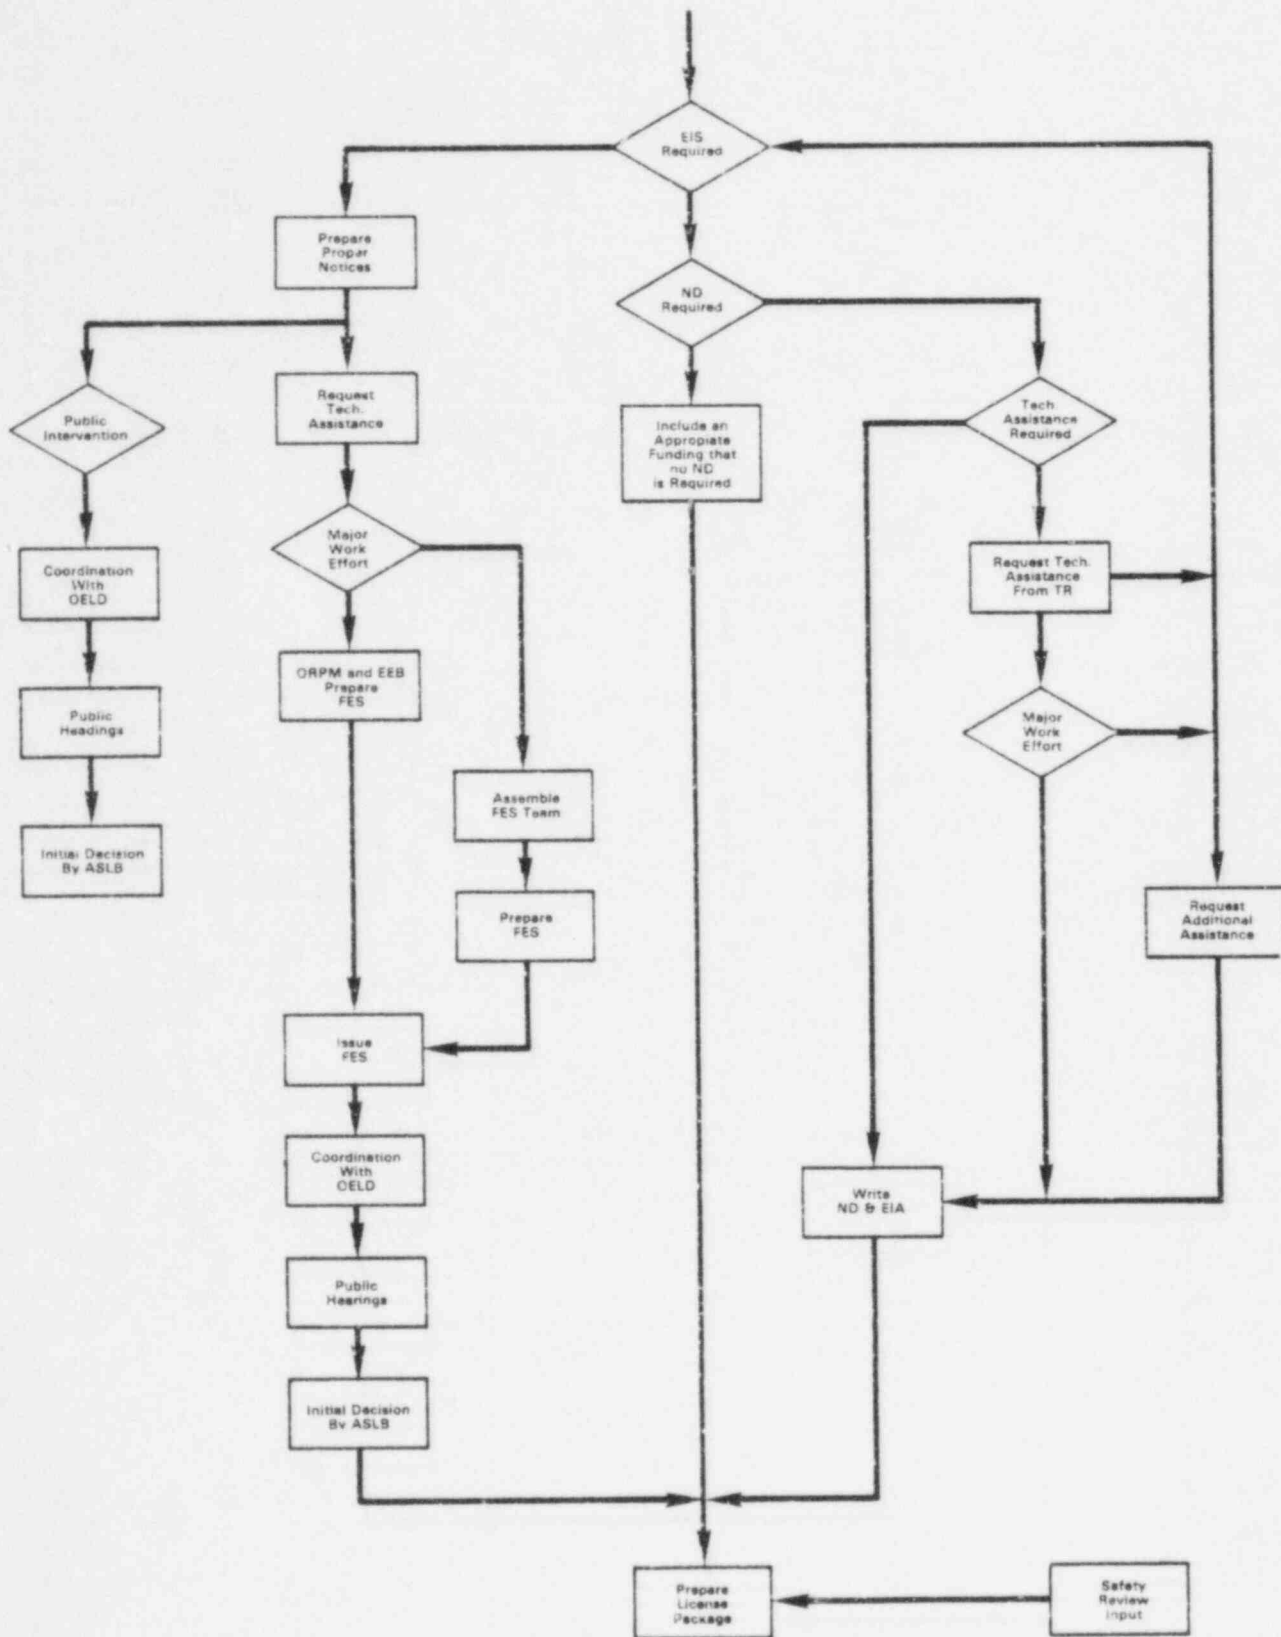 EIS
Required
Prepare
Propar
Notices
ND
Required
Public
Intervention
Request
Tech.
Assistance
Include an
Appropiate
Funding that
no ND
is Required
Tech.
Assistance
Required
Coordination
With
OELD
Major
Work
Effort
Request Tech.
Assistance
From TR
Public
Headings
ORPM and EEB
Prepare
FES
Major
Work
Effort
Initial Decision
By ASLB
Assemble
FES Team
Prepare
FES
Request
Additional
Assistance
Issue
FES
Coordination
With
OELD
Write
ND & EIA
Public
Hearings
Initial Decision
By ASLB
Prepare
License
Package
Safety
Review
Input